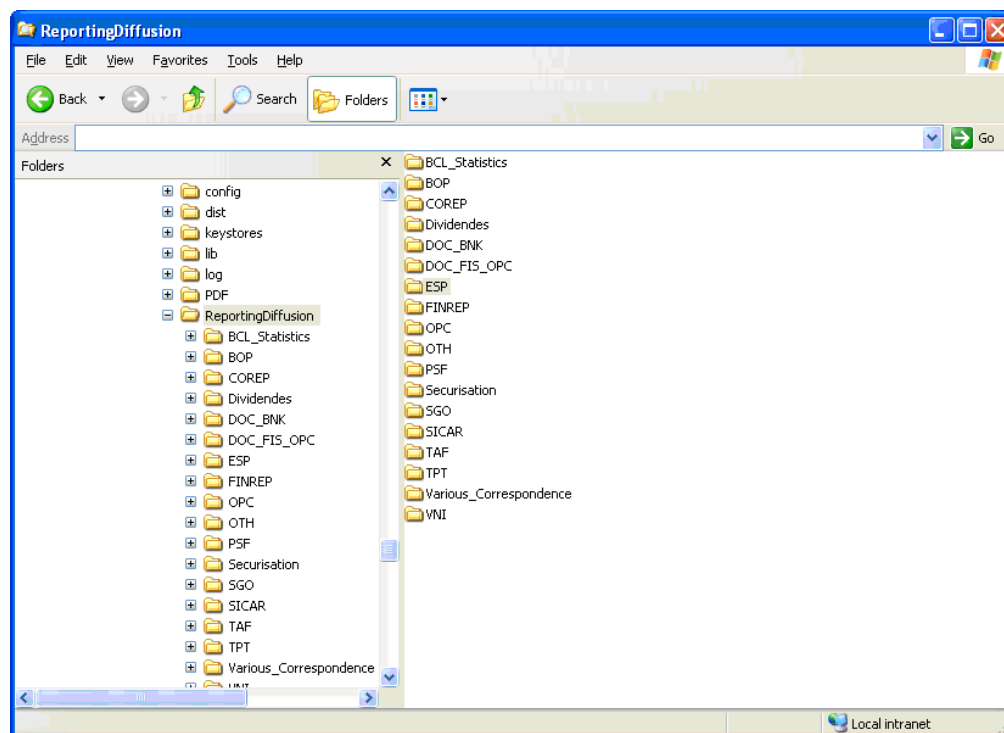 ReportingDiffusion
File Edit View Favorites Tools Help
Back Search Folders
Address Go
Folders
config
dist
keystores
lib
log
PDF
ReportingDiffusion
BCL_Statistics
BOP
COREP
Dividendes
DOC_BNK
DOC_FIS_OPC
ESP
FINREP
OPC
OTH
PSF
Securisation
SGO
SICAR
TAF
TPT
Various_Correspondence
VNI
BCL_Statistics
BOP
COREP
Dividendes
DOC_BNK
DOC_FIS_OPC
ESP
FINREP
OPC
OTH
PSF
Securisation
SGO
SICAR
TAF
TPT
Various_Correspondence
VNI
Local intranet